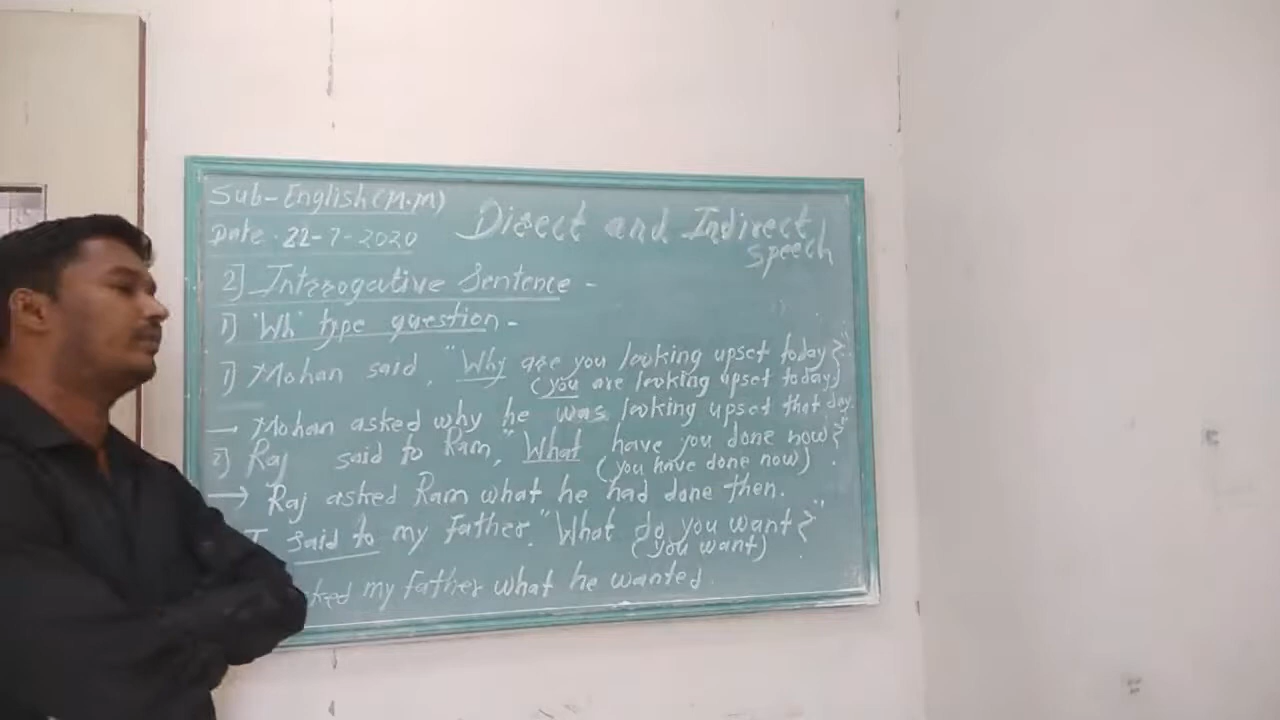 Sub-English(M.M)
Date: 22-7-2020
Direct and Indirect
speech
2] Interrogative Sentence -
1) 'Wh' type question -
1) Mohan said, "Why are you looking upset today?"
(you are looking upset today)
→ Mohan asked why he was looking upset that day.
2) Raj said to Ram, "What have you done now?"
(you have done now)
→ Raj asked Ram what he had done then.
I said to my Father, "What do you want?"
(you want)
my Father what he wanted.